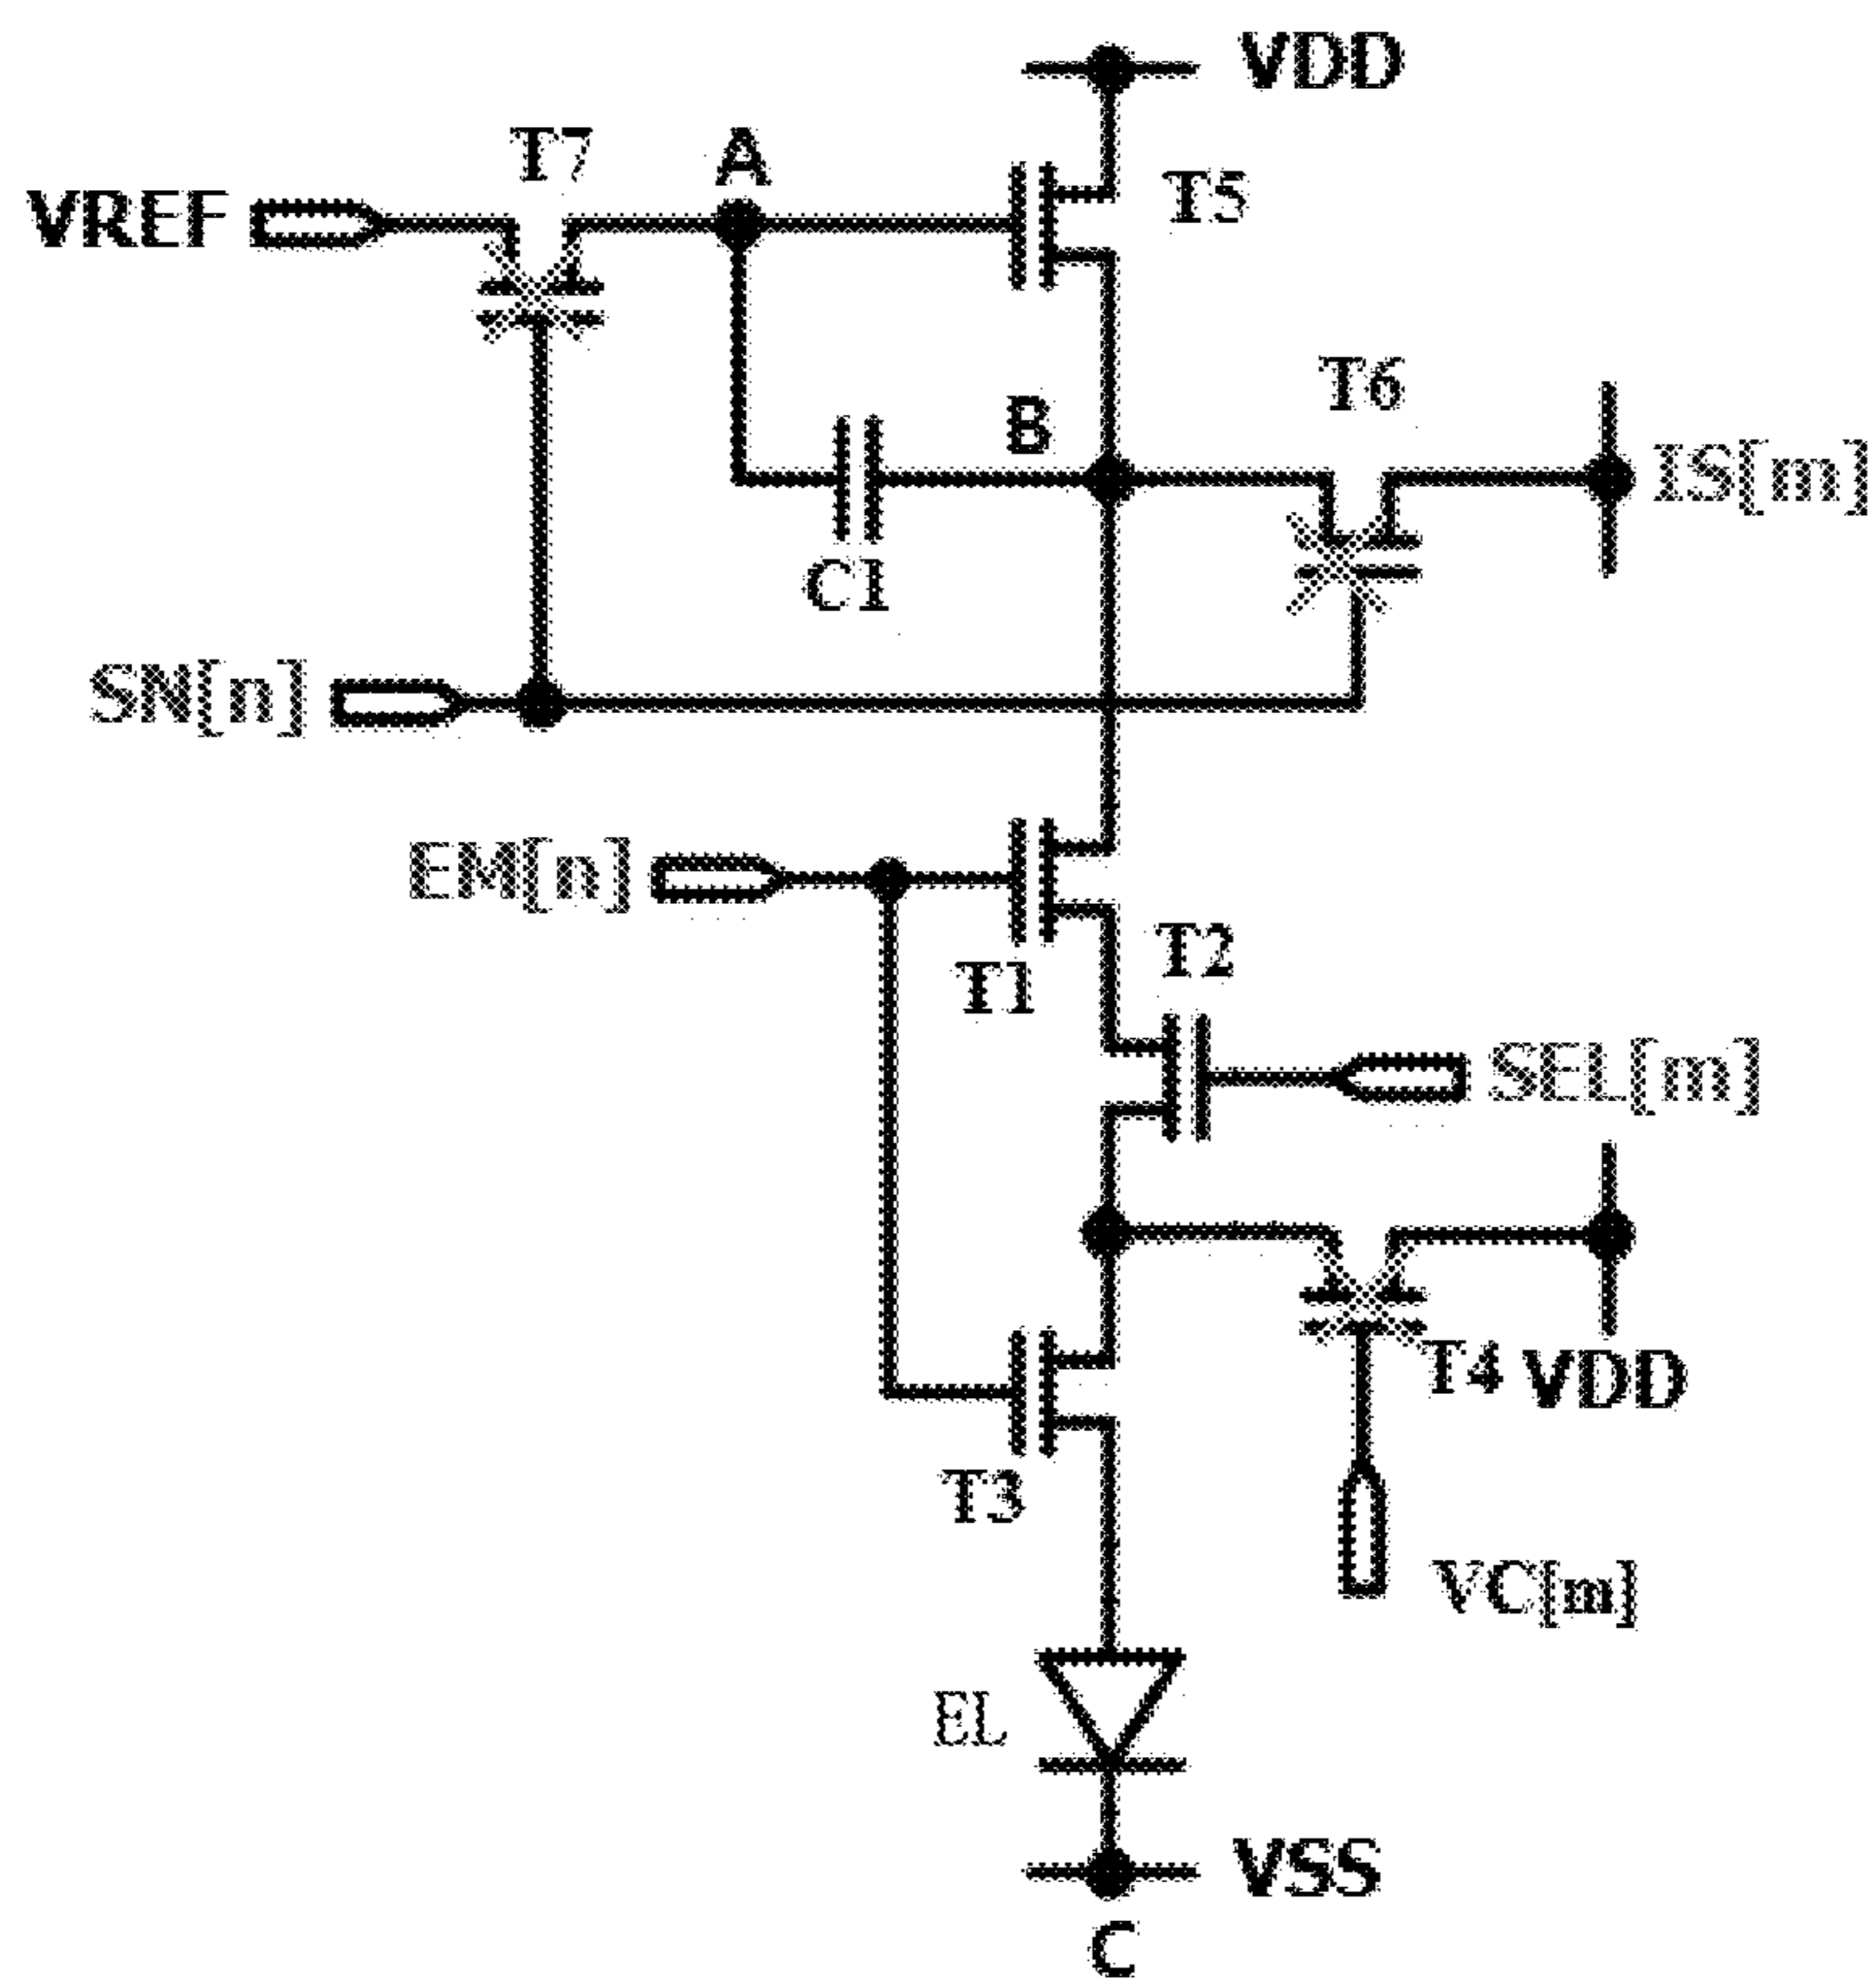 VDD
T7
A
T5
VREF
T6
B
IS[m]
C1
SN[n]
EM[n]
T2
T1
SEL[m]
T4
VDD
T3
VC[m]
EL
VSS
C